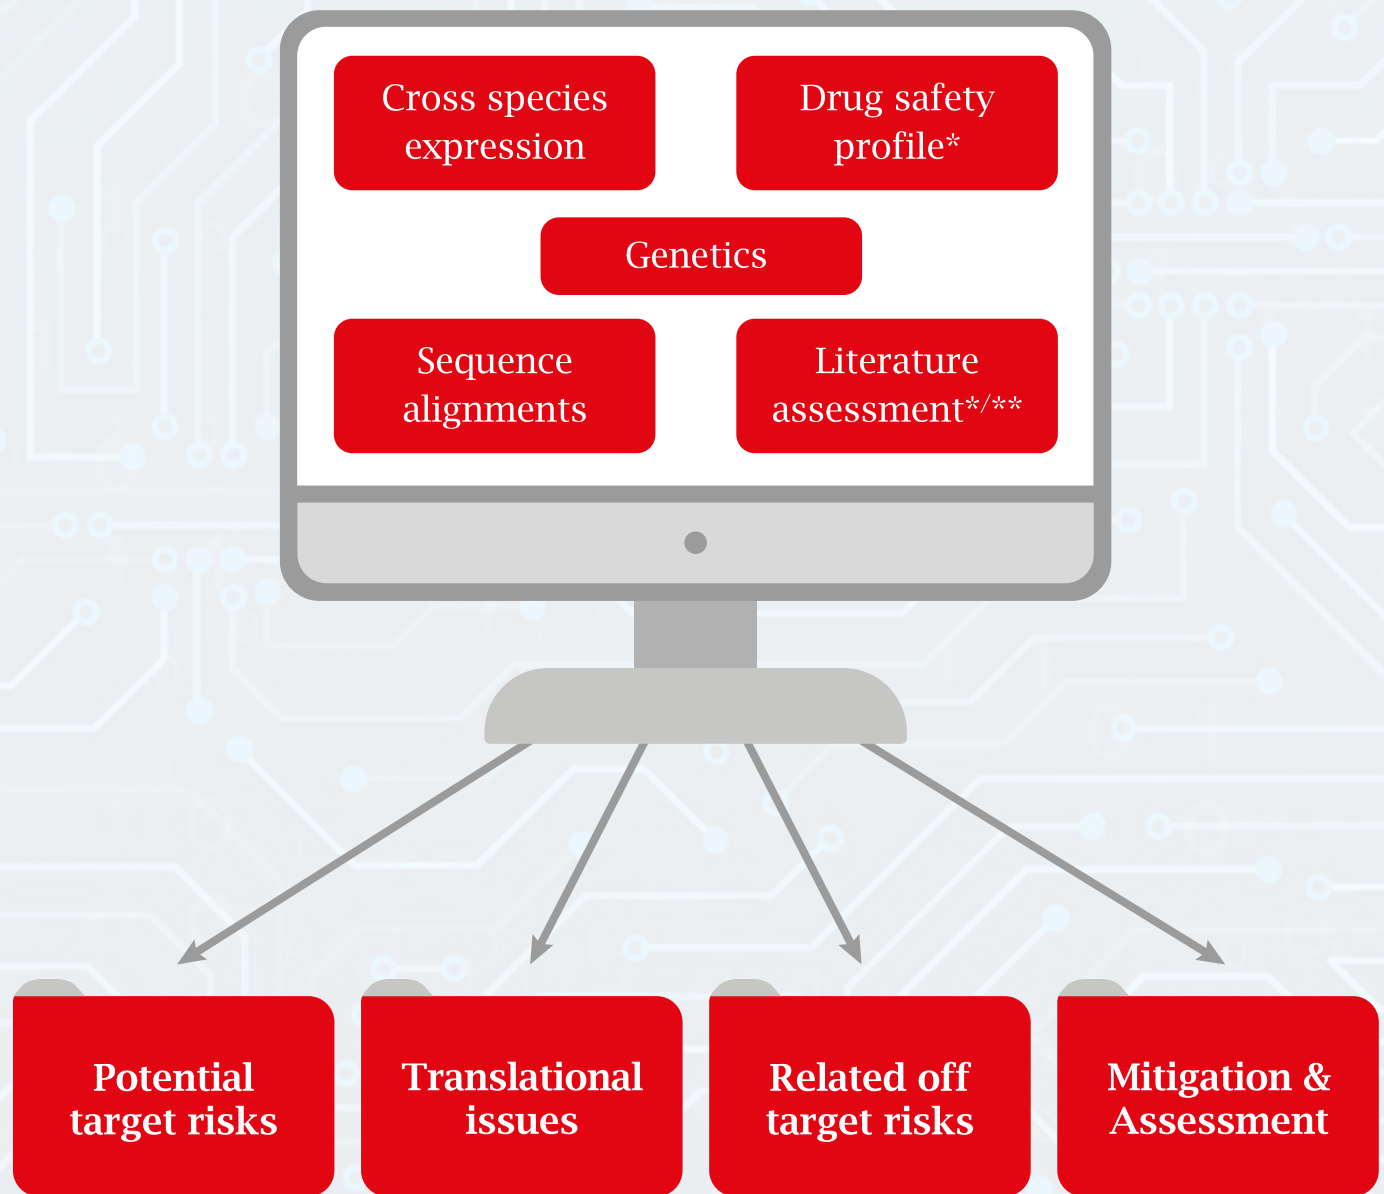 Cross species
expression
Drug safety
profile*
Genetics
Sequence
alignments
Literature
assessment*/**
Potential
target risks
Translational
issues
Related off
target risks
Mitigation &
Assessment